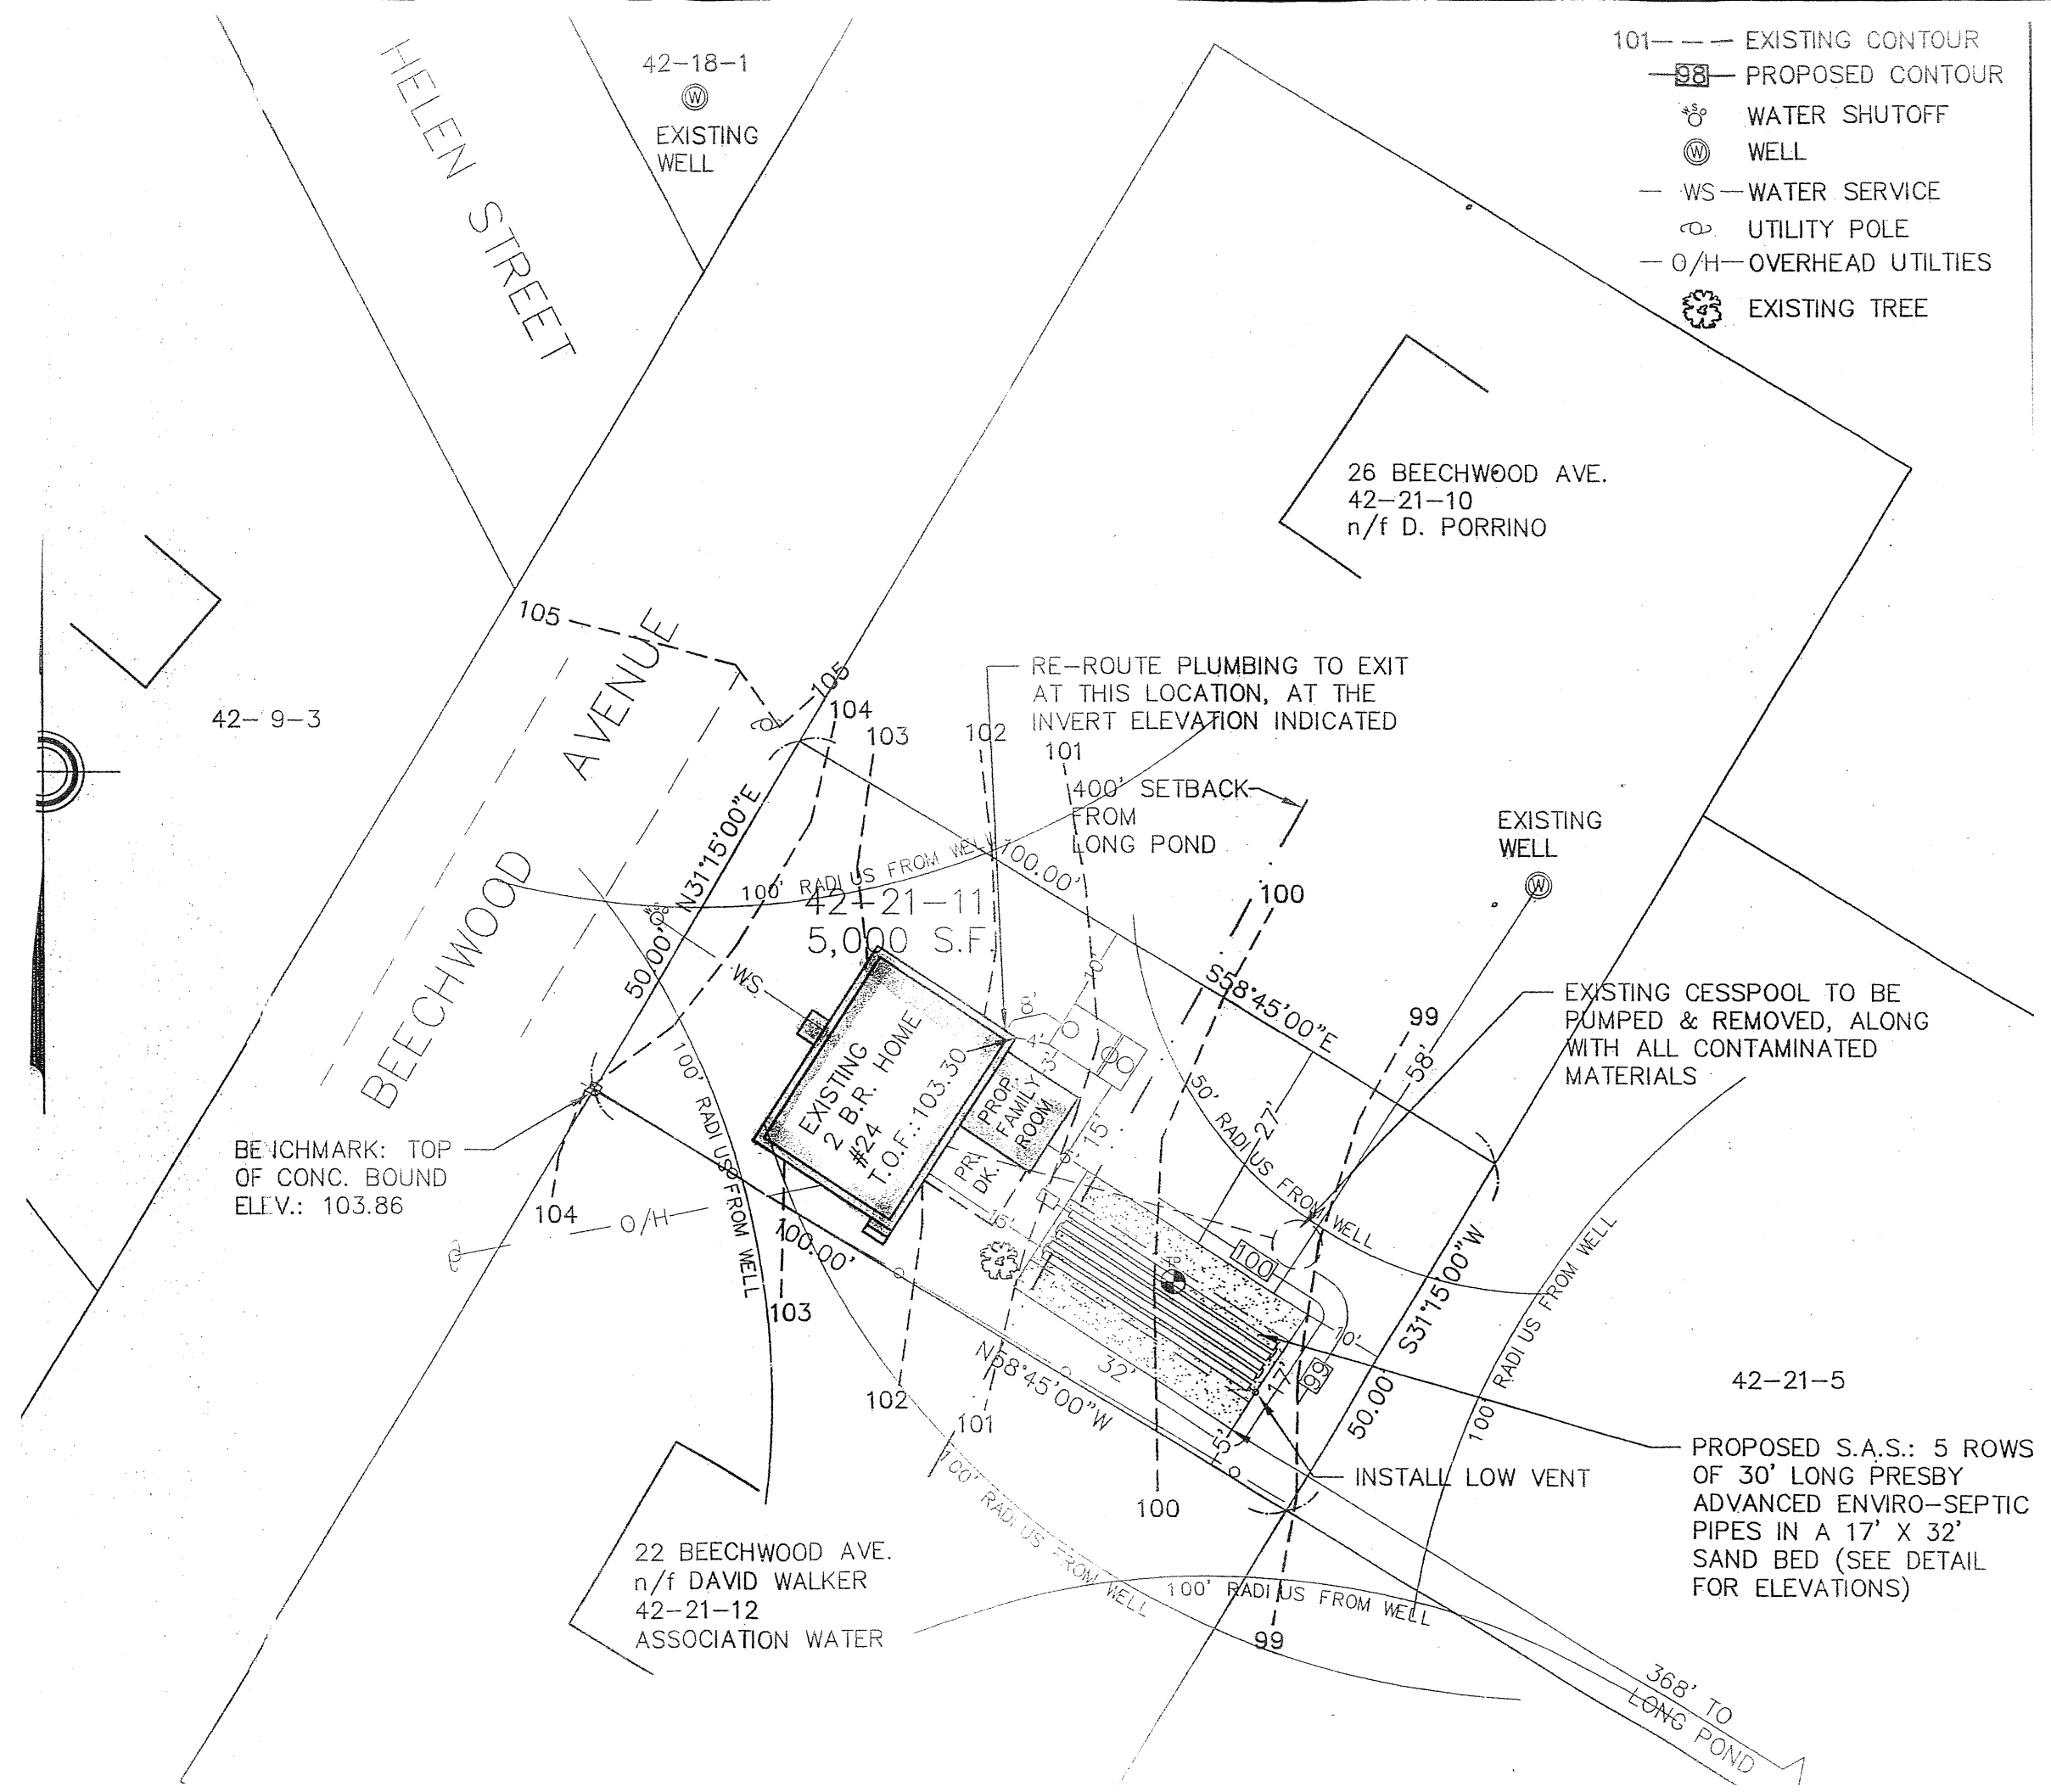 HELEN STREET
42-18-1
W
EXISTING
WELL
101- - - - EXISTING CONTOUR
98 PROPOSED CONTOUR
WATER SHUTOFF
W WELL
- WS - WATER SERVICE
UTILITY POLE
- O/H - OVERHEAD UTILTIES
EXISTING TREE
26 BEECHWOOD AVE.
42-21-10
n/f D. PORRINO
105
105
104
103
102
101
42- 9-3
BEECHWOOD AVENUE
RE-ROUTE PLUMBING TO EXIT
AT THIS LOCATION, AT THE
INVERT ELEVATION INDICATED
400' SETBACK
FROM
LONG POND
EXISTING
WELL
W
100
100' RADIUS FROM WELL
100.00'
S58°45'00"E
N31°15'00"E
50.00'
42-21-11
5,000 S.F.
WS
EXISTING
2 B.R. HOME
#24
T.O.F.: 103.30
PROP.
FAMILY
ROOM
DK.
8'
4'
3'
10'
15'
5'
15'
27'
58'
99
50' RADIUS FROM WELL
EXISTING CESSPOOL TO BE
PUMPED & REMOVED, ALONG
WITH ALL CONTAMINATED
MATERIALS
BENCHMARK: TOP
OF CONC. BOUND
ELEV.: 103.86
104
O/H
100' RADIUS FROM WELL
100.00'
103
102
101
N58°45'00"W
32'
17'
10'
5'
100
99
100
S31°15'00"W
50.00'
100' RADIUS FROM WELL
42-21-5
INSTALL LOW VENT
PROPOSED S.A.S.: 5 ROWS
OF 30' LONG PRESBY
ADVANCED ENVIRO-SEPTIC
PIPES IN A 17' X 32'
SAND BED (SEE DETAIL
FOR ELEVATIONS)
22 BEECHWOOD AVE.
n/f DAVID WALKER
42-21-12
ASSOCIATION WATER
100' RADIUS FROM WELL
100' RADIUS FROM WELL
99
368' TO
LONG POND